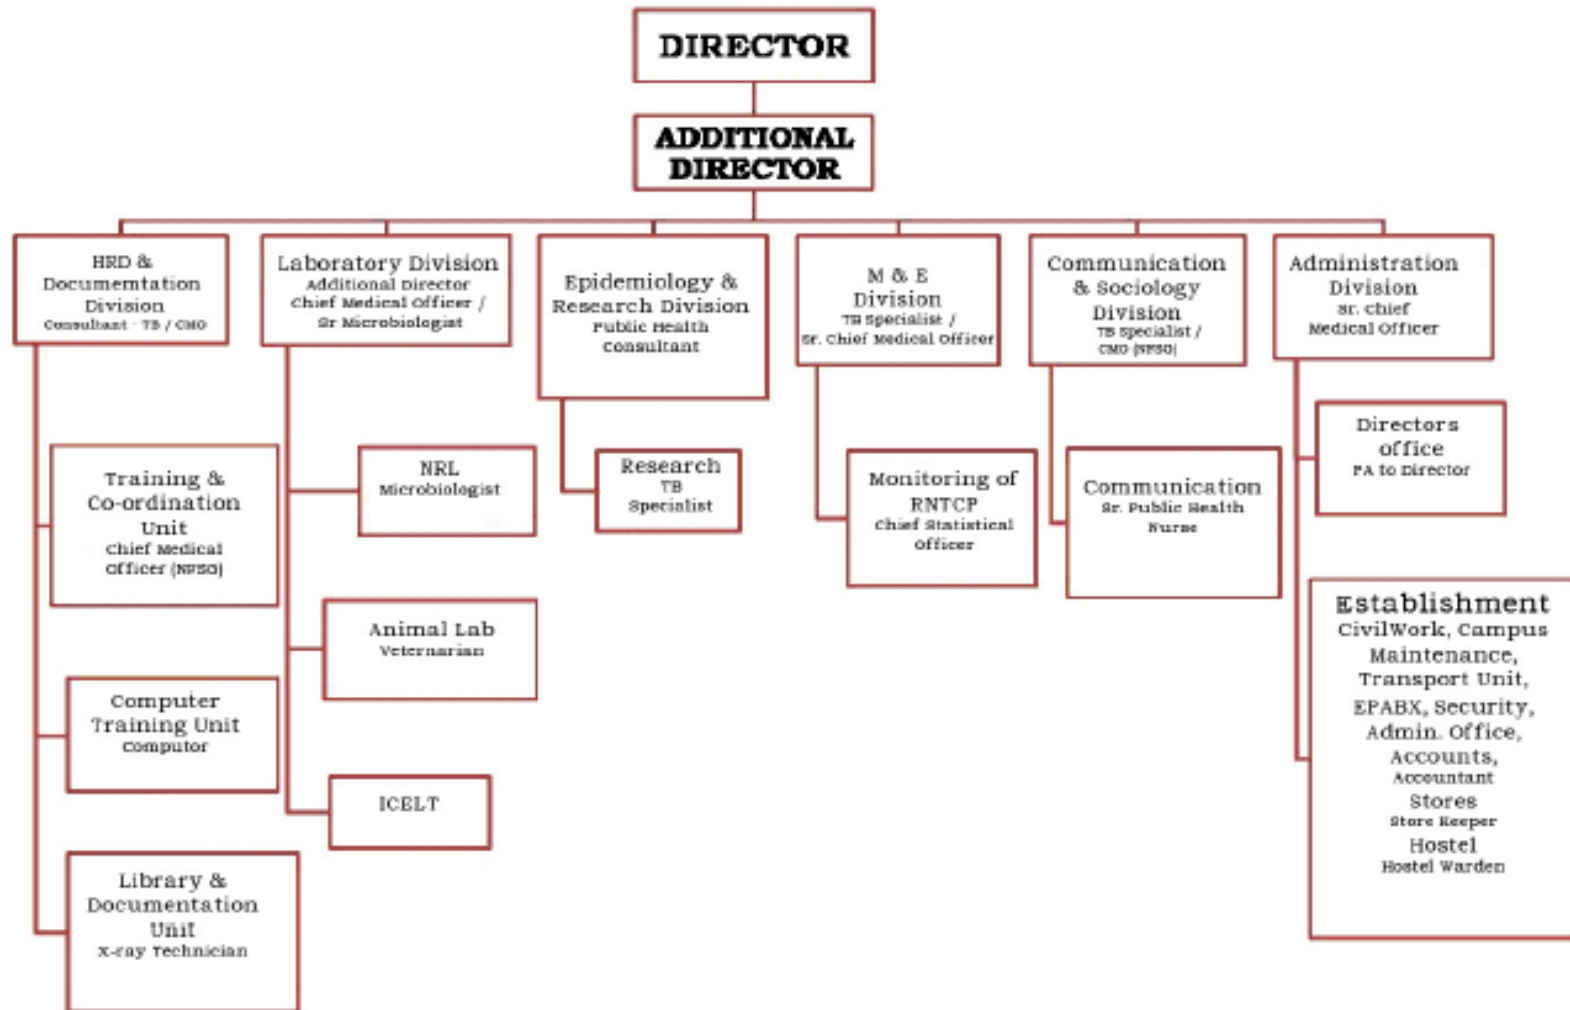 DIRECTOR
ADDITIONAL
DIRECTOR
HRD &
Documentation
Division
Consultant - TB / CMO
Laboratory Division
Additional Director
Chief Medical Officer /
Sr Microbiologist
Epidemiology &
Research Division
Public Health
Consultant
M & E
Division
TB Specialist /
Sr. Chief Medical Officer
Communication
& Sociology
Division
TB Specialist /
CMO (NFSG)
Administration
Division
Sr. Chief
Medical Officer
Training &
Co-ordination
Unit
Chief Medical
Officer (NFSG)
NRL
Microbiologist
Research
TB
Specialist
Monitoring of
RNTCP
Chief Statistical
Officer
Communication
Sr. Public Health
Nurse
Directors
office
PA to Director
Computer
Training Unit
Computor
Animal Lab
Veternarian
Establishment
CivilWork, Campus
Maintenance,
Transport Unit,
EPABX, Security,
Admin. Office,
Accounts,
Accountant
Stores
Store Keeper
Hostel
Hostel Warden
Library &
Documentation
Unit
X-ray Technician
ICELT